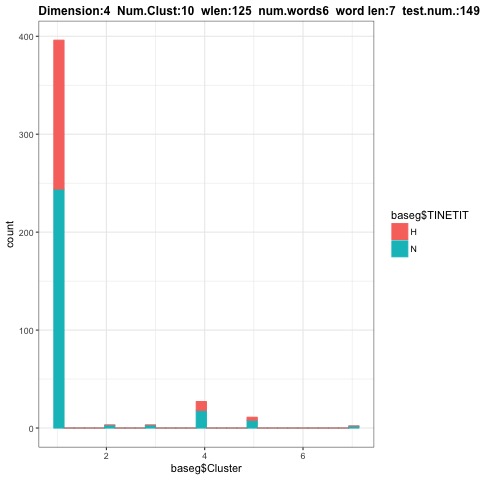 Dimension:4 Num.Clust:10 wlen:125 num.words6 word len:7 test.num.:149
400
300
200
100
0
count
2 4 6
baseg$Cluster
baseg$TINETIT
H
N